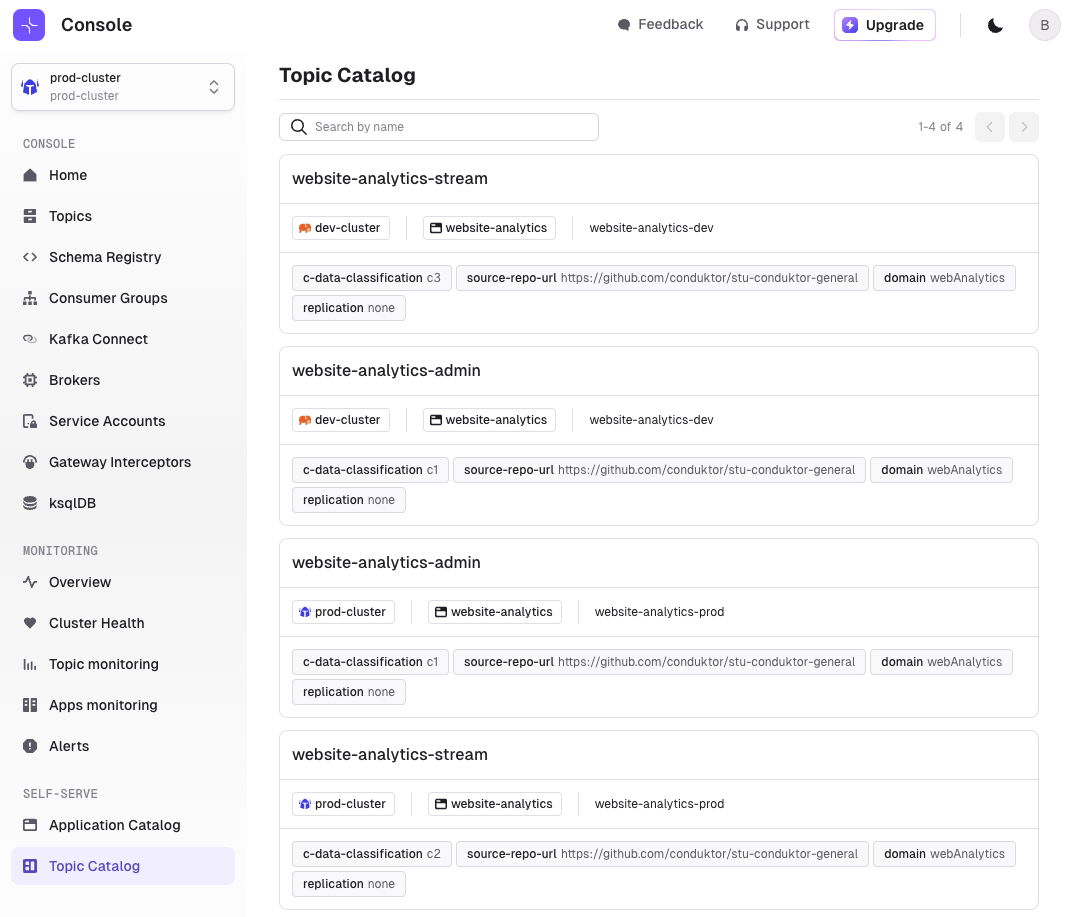 Console
Feedback
Support
Upgrade
B
prod-cluster
prod-cluster
CONSOLE
Home
Topics
Schema Registry
Consumer Groups
Kafka Connect
Brokers
Service Accounts
Gateway Interceptors
ksqlDB
MONITORING
Overview
Cluster Health
Topic monitoring
Apps monitoring
Alerts
SELF-SERVE
Application Catalog
Topic Catalog
Topic Catalog
Search by name
1-4 of 4
website-analytics-stream
dev-cluster website-analytics website-analytics-dev
c-data-classification c3 source-repo-url https://github.com/conduktor/stu-conduktor-general domain webAnalytics
replication none
website-analytics-admin
dev-cluster website-analytics website-analytics-dev
c-data-classification c1 source-repo-url https://github.com/conduktor/stu-conduktor-general domain webAnalytics
replication none
website-analytics-admin
prod-cluster website-analytics website-analytics-prod
c-data-classification c1 source-repo-url https://github.com/conduktor/stu-conduktor-general domain webAnalytics
replication none
website-analytics-stream
prod-cluster website-analytics website-analytics-prod
c-data-classification c2 source-repo-url https://github.com/conduktor/stu-conduktor-general domain webAnalytics
replication none